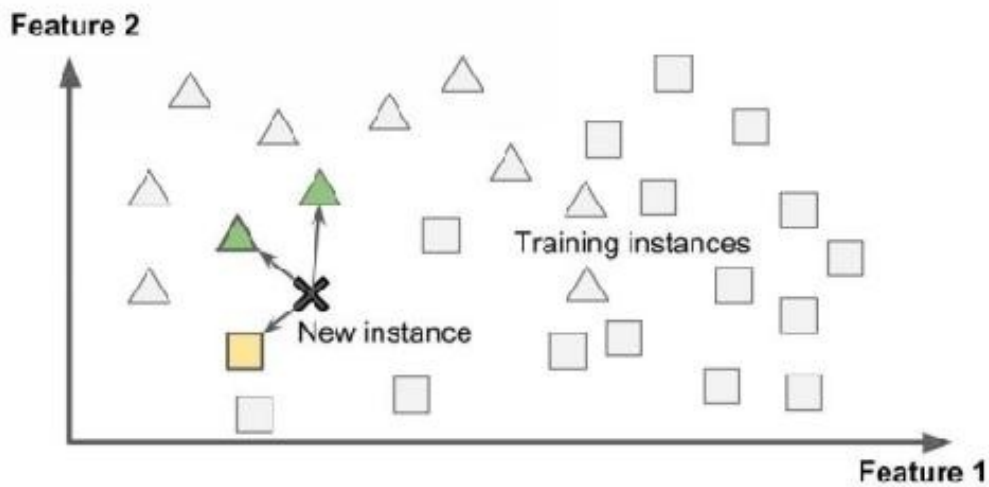 Feature 2
Training instances
New instance
Feature 1